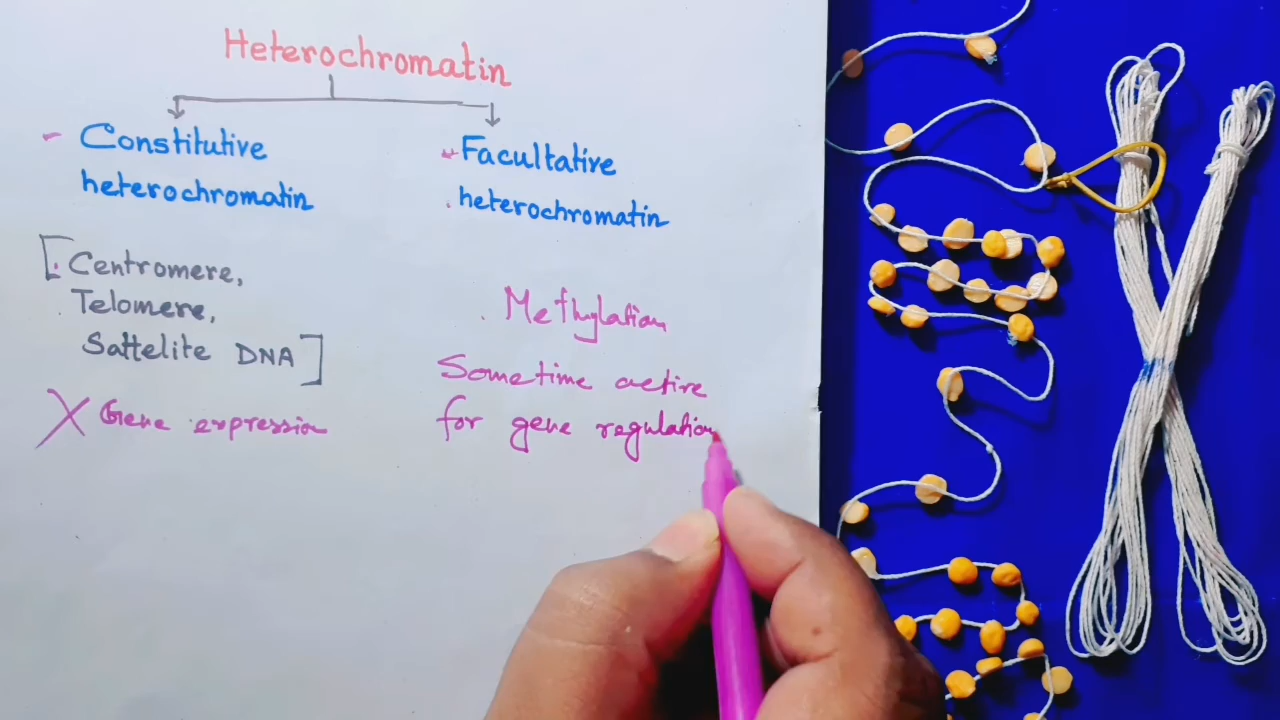 Heterochromatin
Constitutive
heterochromatin
Facultative
heterochromatin
[Centromere,
Telomere,
Sattelite DNA]
X Gene expression
Methylation
Sometime active
for gene regulation